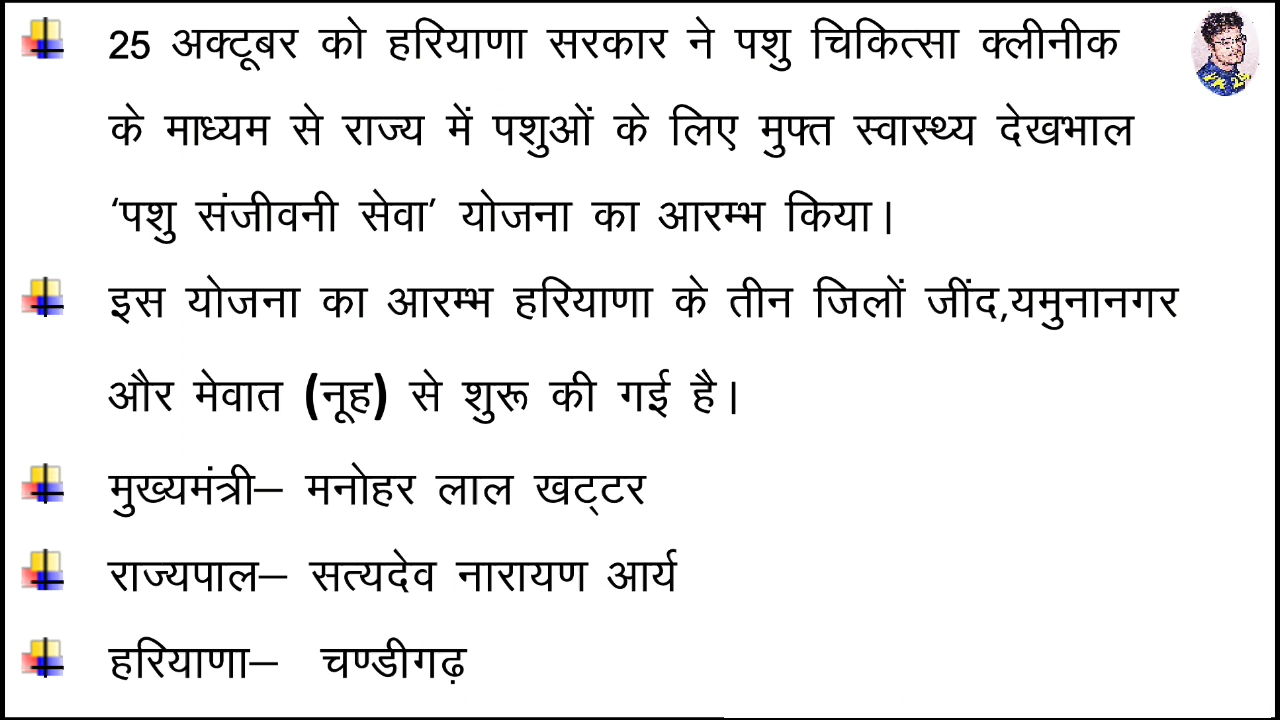 25 अक्टूबर को हरियाणा सरकार ने पशु चिकित्सा क्लीनीक
के माध्यम से राज्य में पशुओं के लिए मुफ्त स्वास्थ्य देखभाल
‘पशु संजीवनी सेवा’ योजना का आरम्भ किया।
इस योजना का आरम्भ हरियाणा के तीन जिलों जींद,यमुनानगर
और मेवात (नूह) से शुरू की गई है।
मुख्यमंत्री– मनोहर लाल खट्टर
राज्यपाल– सत्यदेव नारायण आर्य
हरियाणा– चण्डीगढ़